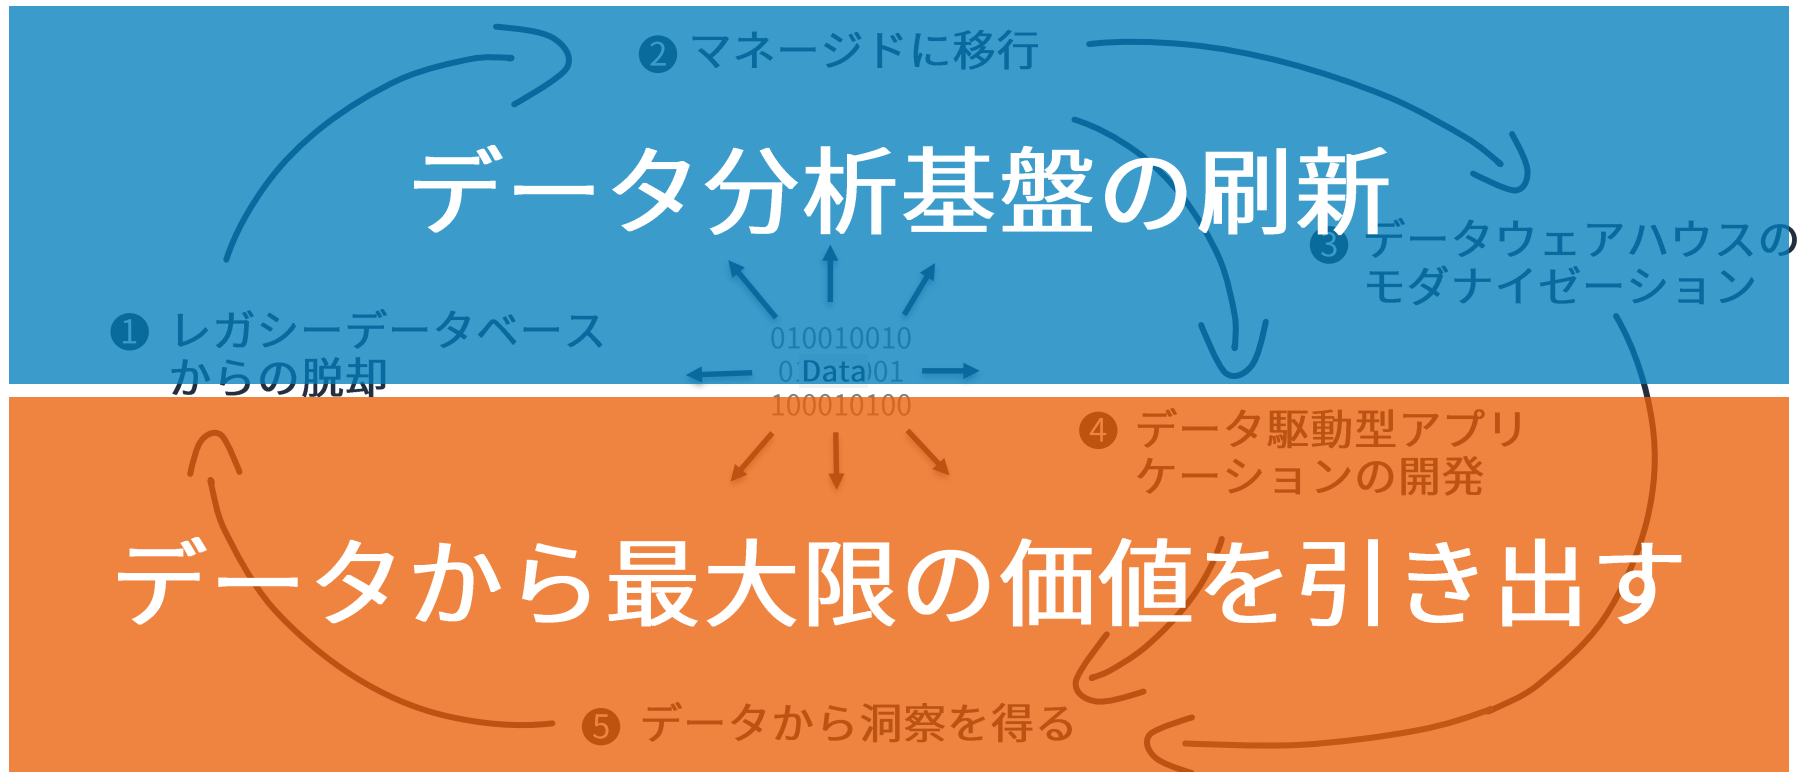 ❷ マネージドに移行
データ分析基盤の刷新
❸ データウェアハウスの
モダナイゼーション
❶ レガシーデータベース
からの脱却
010010010
Data
01
001
100010100
❹ データ駆動型アプリ
ケーションの開発
データから最大限の価値を引き出す
❺ データから洞察を得る